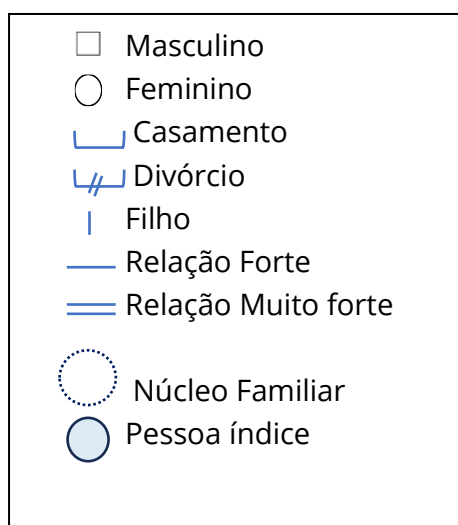 Masculino
Feminino
Casamento
Divórcio
Filho
Relação Forte
Relação Muito forte
Núcleo Familiar
Pessoa índice